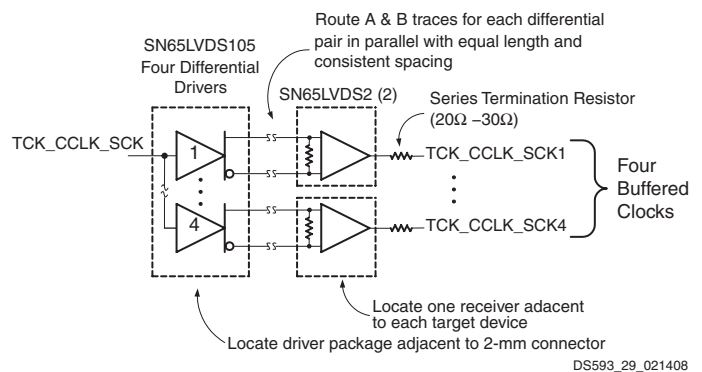 Route A & B traces for each differential
pair in parallel with equal length and
consistent spacing
SN65LVDS105
Four Differential
Drivers
SN65LVDS2 (2)
Series Termination Resistor
(20Ω –30Ω)
TCK_CCLK_SCK
1
TCK_CCLK_SCK1
4
TCK_CCLK_SCK4
Four
Buffered
Clocks
Locate one receiver adacent
to each target device
Locate driver package adjacent to 2-mm connector
DS593_29_021408